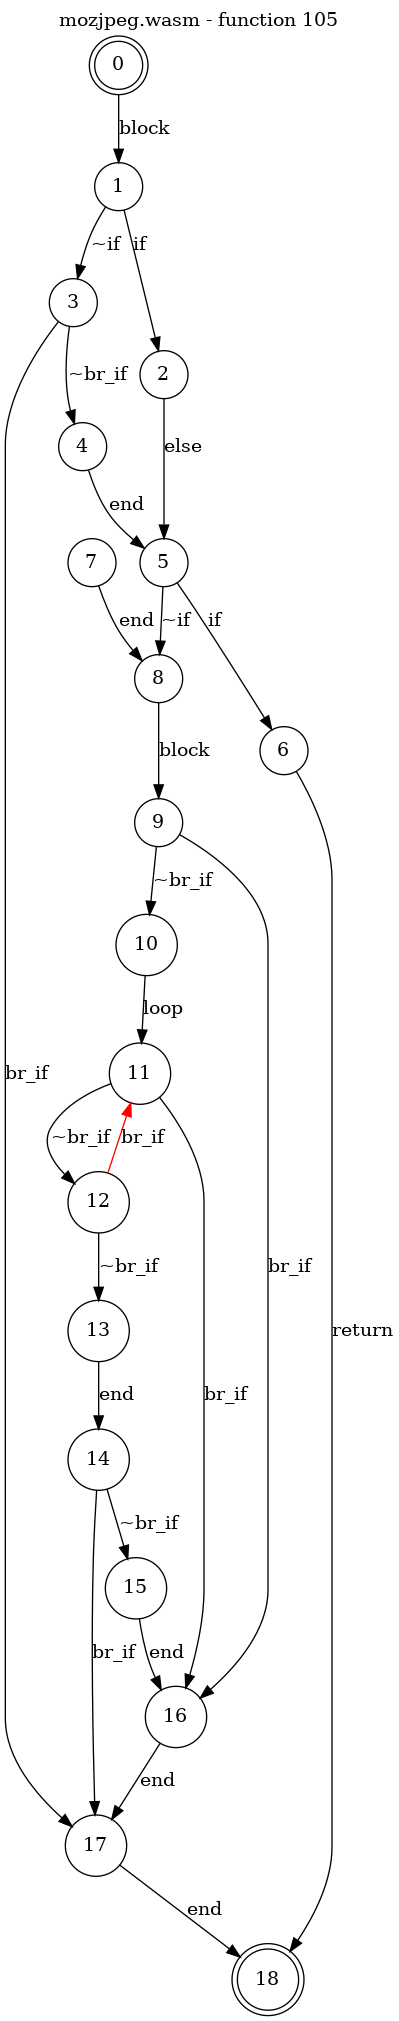 mozjpeg.wasm - function 105
0
block
1
~if if
3
2
~br_if
else
4
end
7
5
end ~if if
8
6
block
9
~br_if
10
loop
11
br_if
~br_if br_if
12
br_if
~br_if
13
return
end
br_if
14
~br_if
15
br_if end
16
end
17
end
18